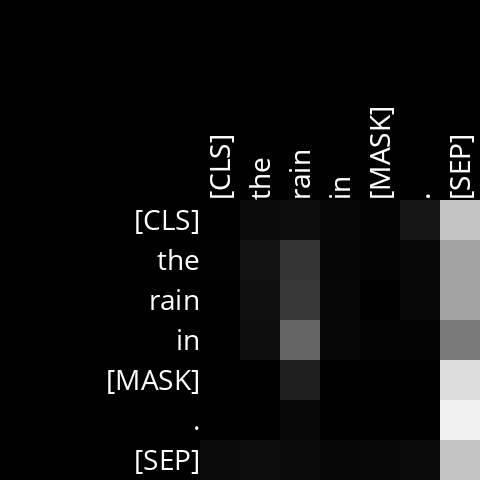 [CLS] the rain in [MASK] . [SEP]
[CLS]
the
rain
in
[MASK]
.
[SEP]